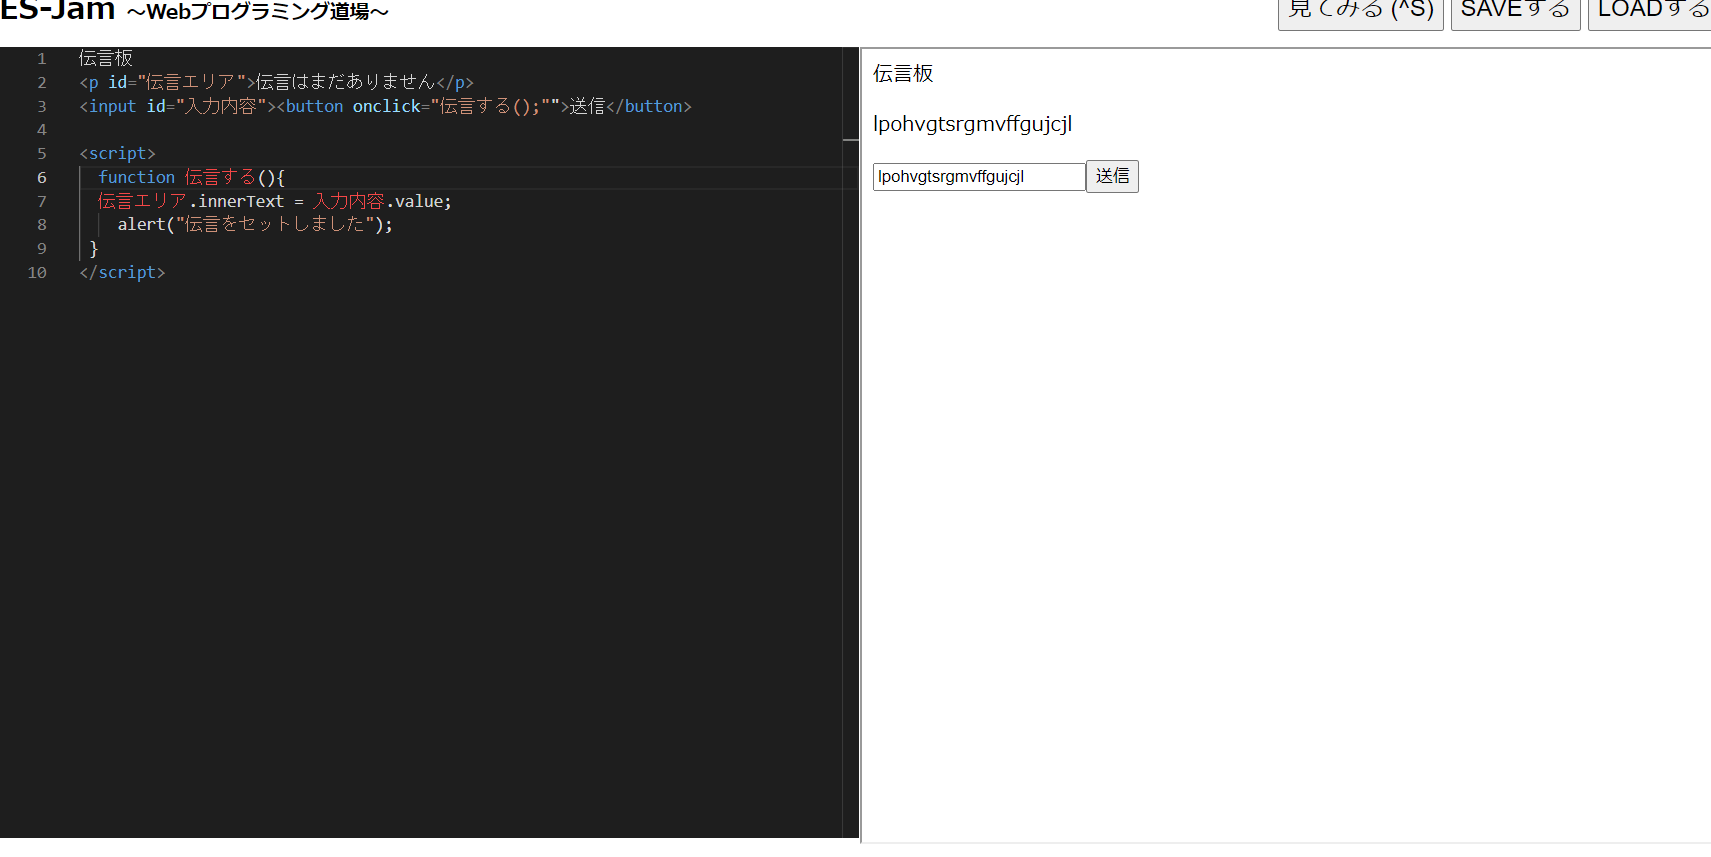 ES-Jam ～Webプログラミング道場～
見てみる (^S) SAVEする LOADする
1 伝言板
2 <p id="伝言エリア">伝言はまだありません</p>
3 <input id="入力内容"><button onclick="伝言する();"">送信</button>
4
5 <script>
6 function 伝言する(){
7 伝言エリア.innerText = 入力内容.value;
8 alert("伝言をセットしました");
9 }
10 </script>
伝言板
lpohvgtsrgmvffgujcjl
lpohvgtsrgmvffgujcjl 送信